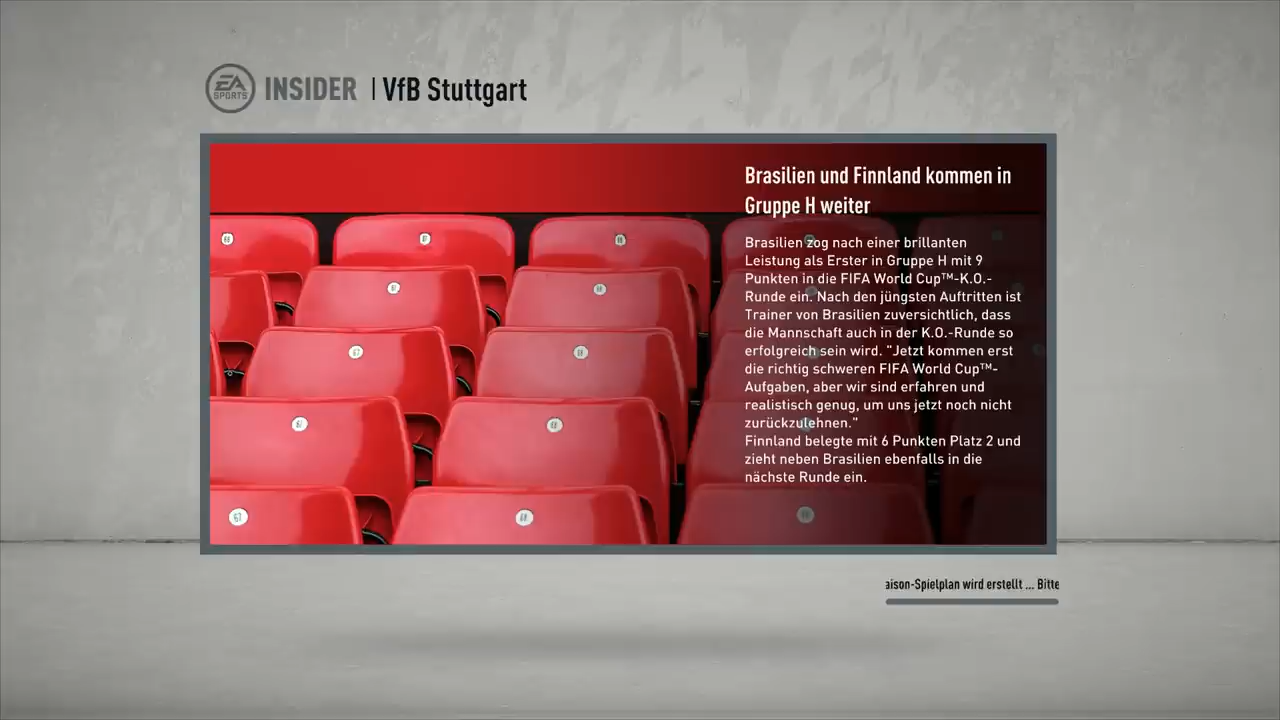 EA SPORTS INSIDER | VfB Stuttgart
Brasilien und Finnland kommen in
Gruppe H weiter
Brasilien zog nach einer brillanten
Leistung als Erster in Gruppe H mit 9
Punkten in die FIFA World Cup™-K.O.-
Runde ein. Nach den jüngsten Auftritten ist
Trainer von Brasilien zuversichtlich, dass
die Mannschaft auch in der K.O.-Runde so
erfolgreich sein wird. "Jetzt kommen erst
die richtig schweren FIFA World Cup™-
Aufgaben, aber wir sind erfahren und
realistisch genug, um uns jetzt noch nicht
zurückzulehnen."
Finnland belegte mit 6 Punkten Platz 2 und
zieht neben Brasilien ebenfalls in die
nächste Runde ein.
aison-Spielplan wird erstellt ... Bitte